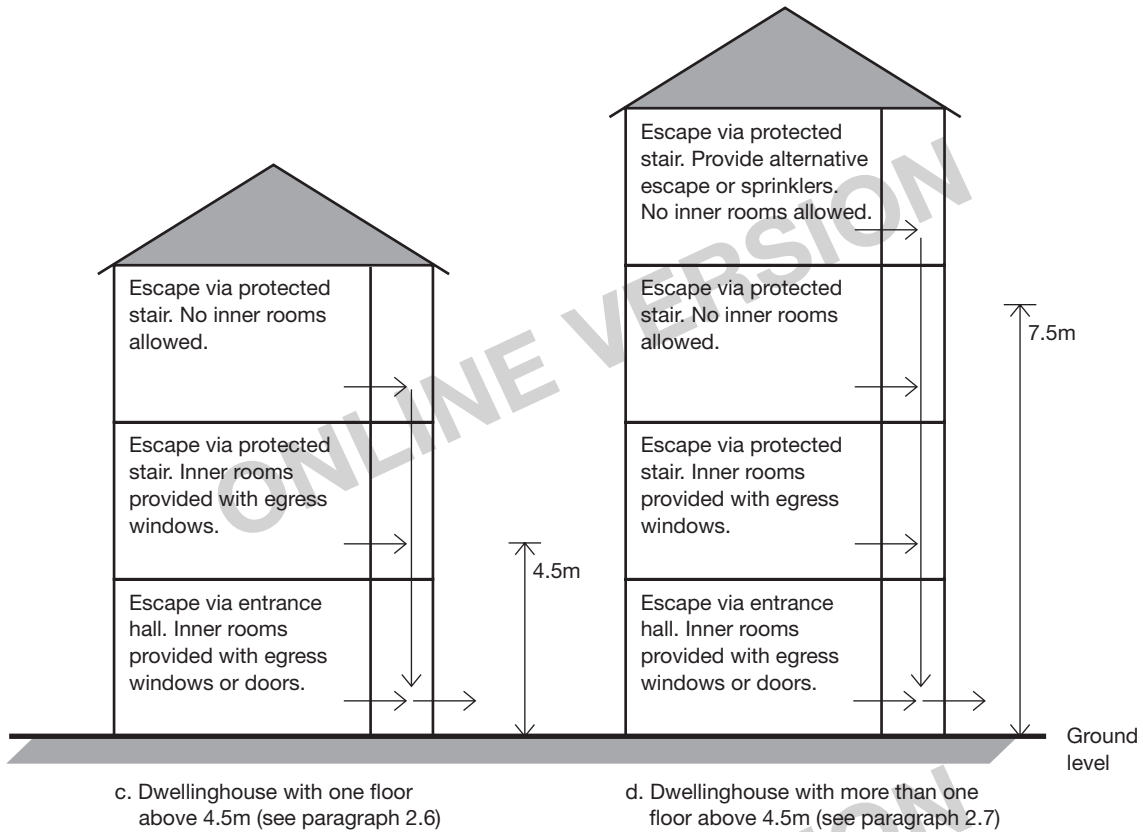 Escape via protected
stair. No inner rooms
allowed.
Escape via protected
stair. Inner rooms
provided with egress
windows.
Escape via entrance
hall. Inner rooms
provided with egress
windows or doors.
4.5m
c. Dwellinghouse with one floor
above 4.5m (see paragraph 2.6)
Escape via protected
stair. Provide alternative
escape or sprinklers.
No inner rooms allowed.
Escape via protected
stair. No inner rooms
allowed.
Escape via protected
stair. Inner rooms
provided with egress
windows.
Escape via entrance
hall. Inner rooms
provided with egress
windows or doors.
7.5m
Ground
level
d. Dwellinghouse with more than one
floor above 4.5m (see paragraph 2.7)
ONLINE VERSION